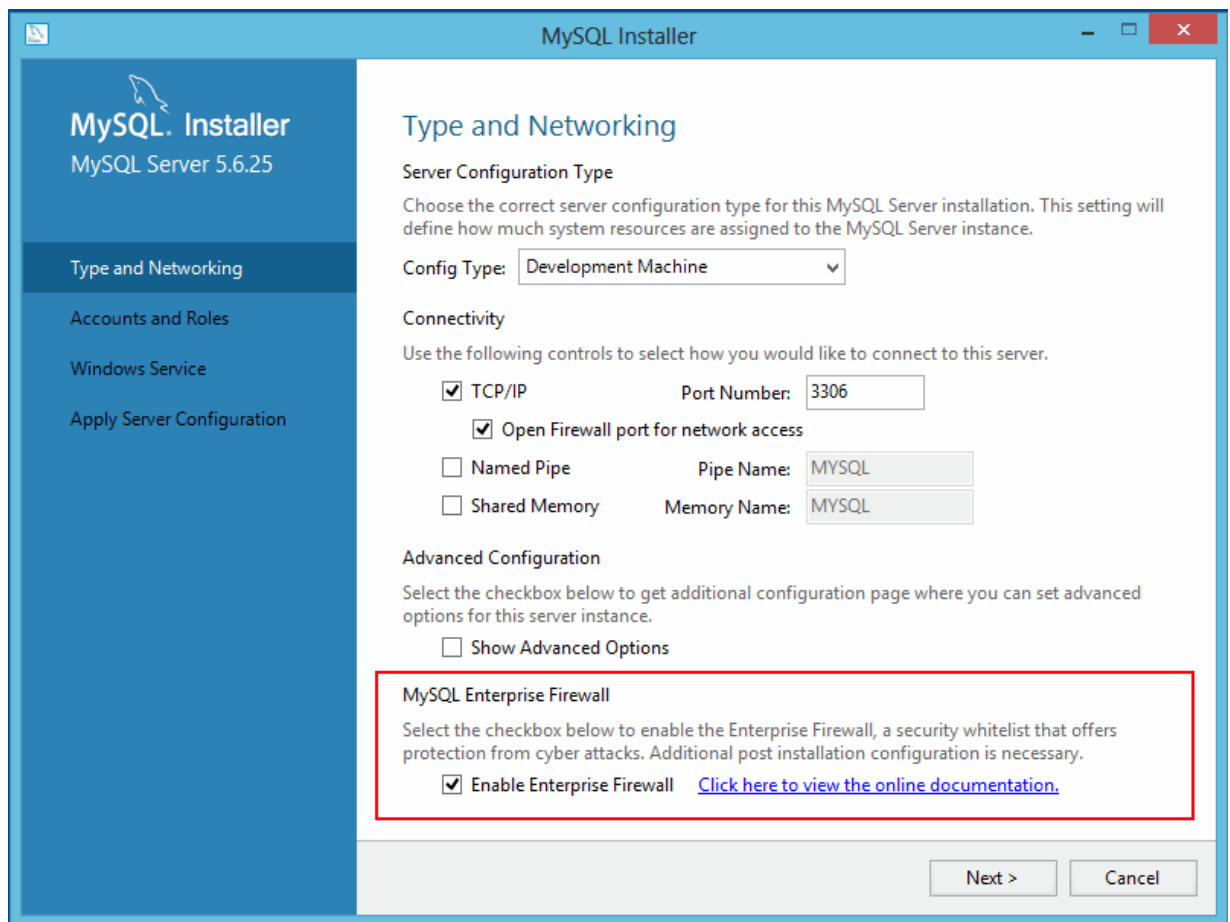 MySQL Installer
MySQL. Installer
MySQL Server 5.6.25
Type and Networking
Accounts and Roles
Windows Service
Apply Server Configuration
Type and Networking
Server Configuration Type
Choose the correct server configuration type for this MySQL Server installation. This setting will
define how much system resources are assigned to the MySQL Server instance.
Config Type: Development Machine
Connectivity
Use the following controls to select how you would like to connect to this server.
TCP/IP Port Number: 3306
Open Firewall port for network access
Named Pipe Pipe Name: MYSQL
Shared Memory Memory Name: MYSQL
Advanced Configuration
Select the checkbox below to get additional configuration page where you can set advanced
options for this server instance.
Show Advanced Options
MySQL Enterprise Firewall
Select the checkbox below to enable the Enterprise Firewall, a security whitelist that offers
protection from cyber attacks. Additional post installation configuration is necessary.
Enable Enterprise Firewall Click here to view the online documentation.
Next > Cancel